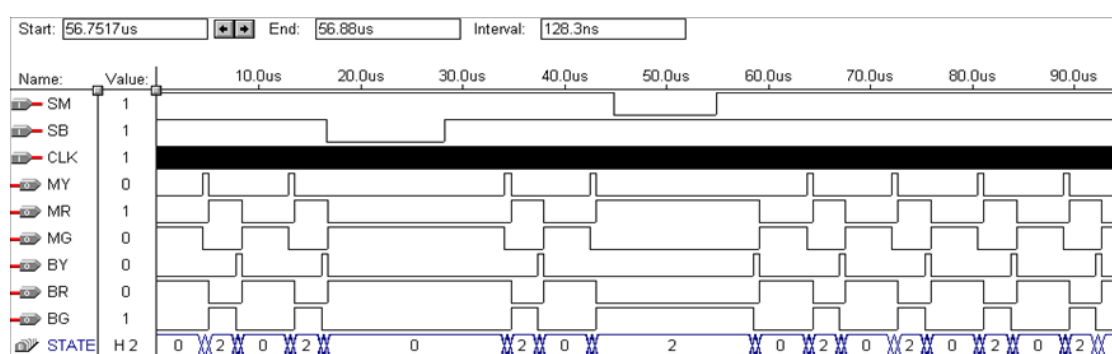 Start: 56.7517us End: 56.88us Interval: 128.3ns
Name: Value: 10.0us 20.0us 30.0us 40.0us 50.0us 60.0us 70.0us 80.0us 90.0us
SM 1
SB 1
CLK 1
MY 0
MR 1
MG 0
BY 0
BR 0
BG 1
STATE H 2 0 2 0 2 0 2 0 2 0 2 0 2 0 2 0 2